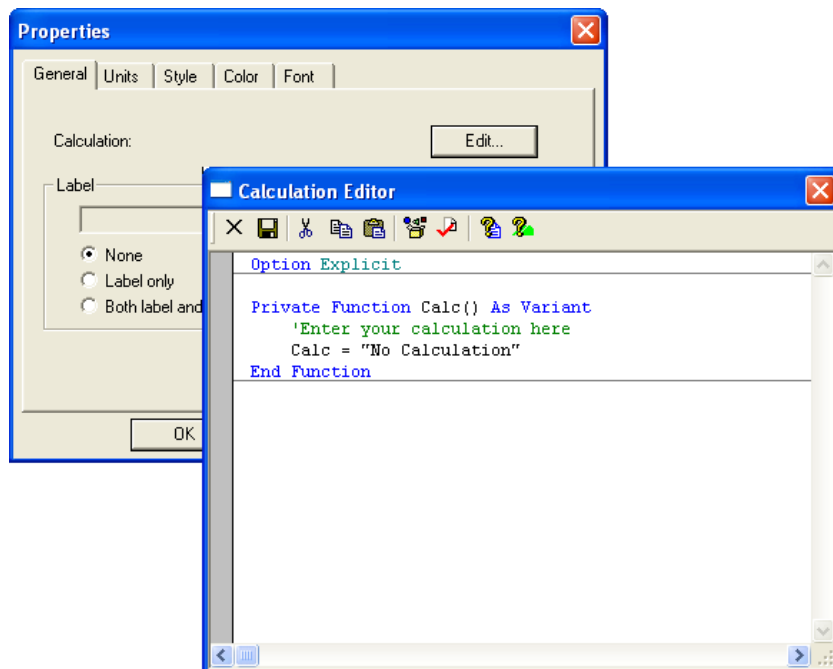 Properties
General Units Style Color Font
Calculation:
Edit...
Label
None
Label only
Both label and
OK
Calculation Editor
Option Explicit
Private Function Calc() As Variant
'Enter your calculation here
Calc = "No Calculation"
End Function